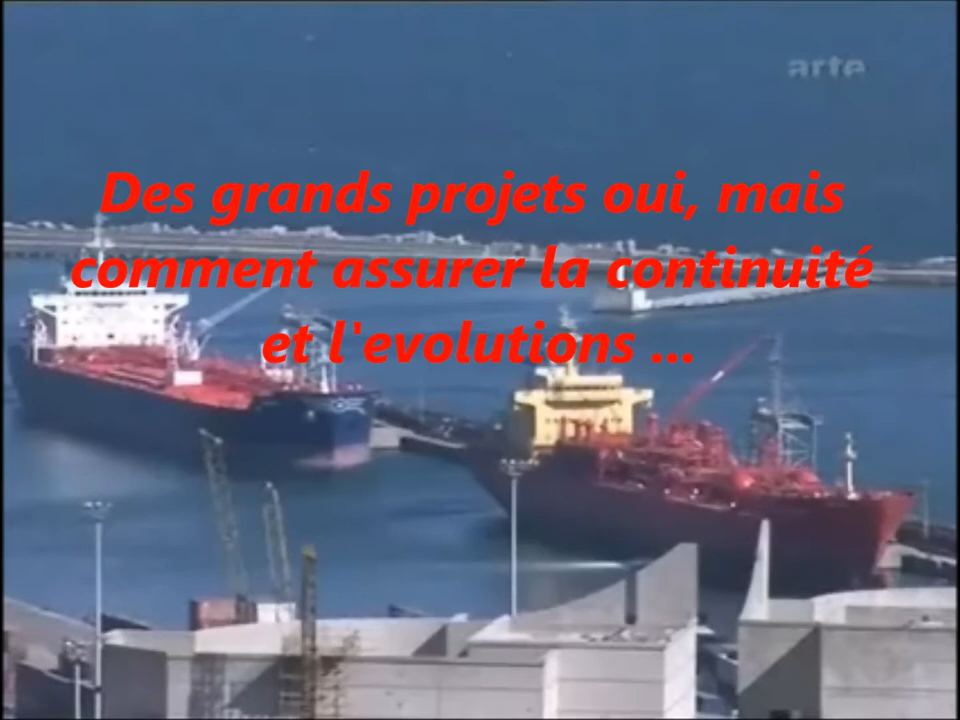 arte
Des grands projets oui, mais
comment assurer la continuité
et l'evolutions ...